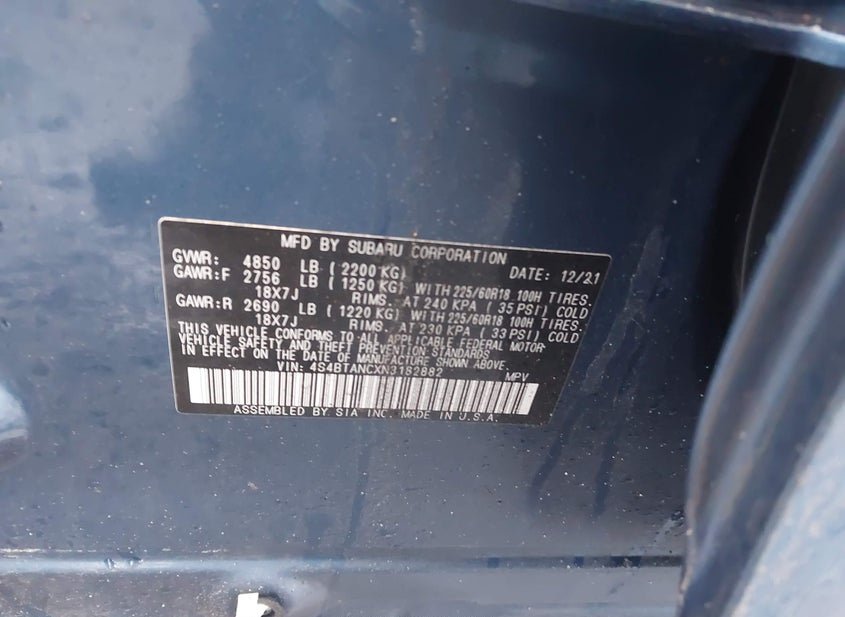 MFD BY SUBARU CORPORATION
GVWR: 4850 LB ( 2200 KG) DATE: 12/21
GAWR:F 2756 LB ( 1250 KG) WITH 225/60R18 100H TIRES.
18X7J RIMS. AT 240 KPA ( 35PSI) COLD
GAWR:R 2690 LB ( 1220 KG) WITH 225/60R18 100H TIRES.
18X7J RIMS. AT 230 KPA ( 33PSI) COLD
THIS VEHICLE CONFORMS TO ALL APPLICABLE FEDERAL MOTOR
VEHICLE SAFETY AND THEFT PREVENTION STANDARDS
IN EFFECT ON THE DATE OF MANUFACTURE SHOWN ABOVE.
VIN: 4S4BTANCXN3182882 MPV
ASSEMBLED BY SIA INC. MADE IN U.S.A.